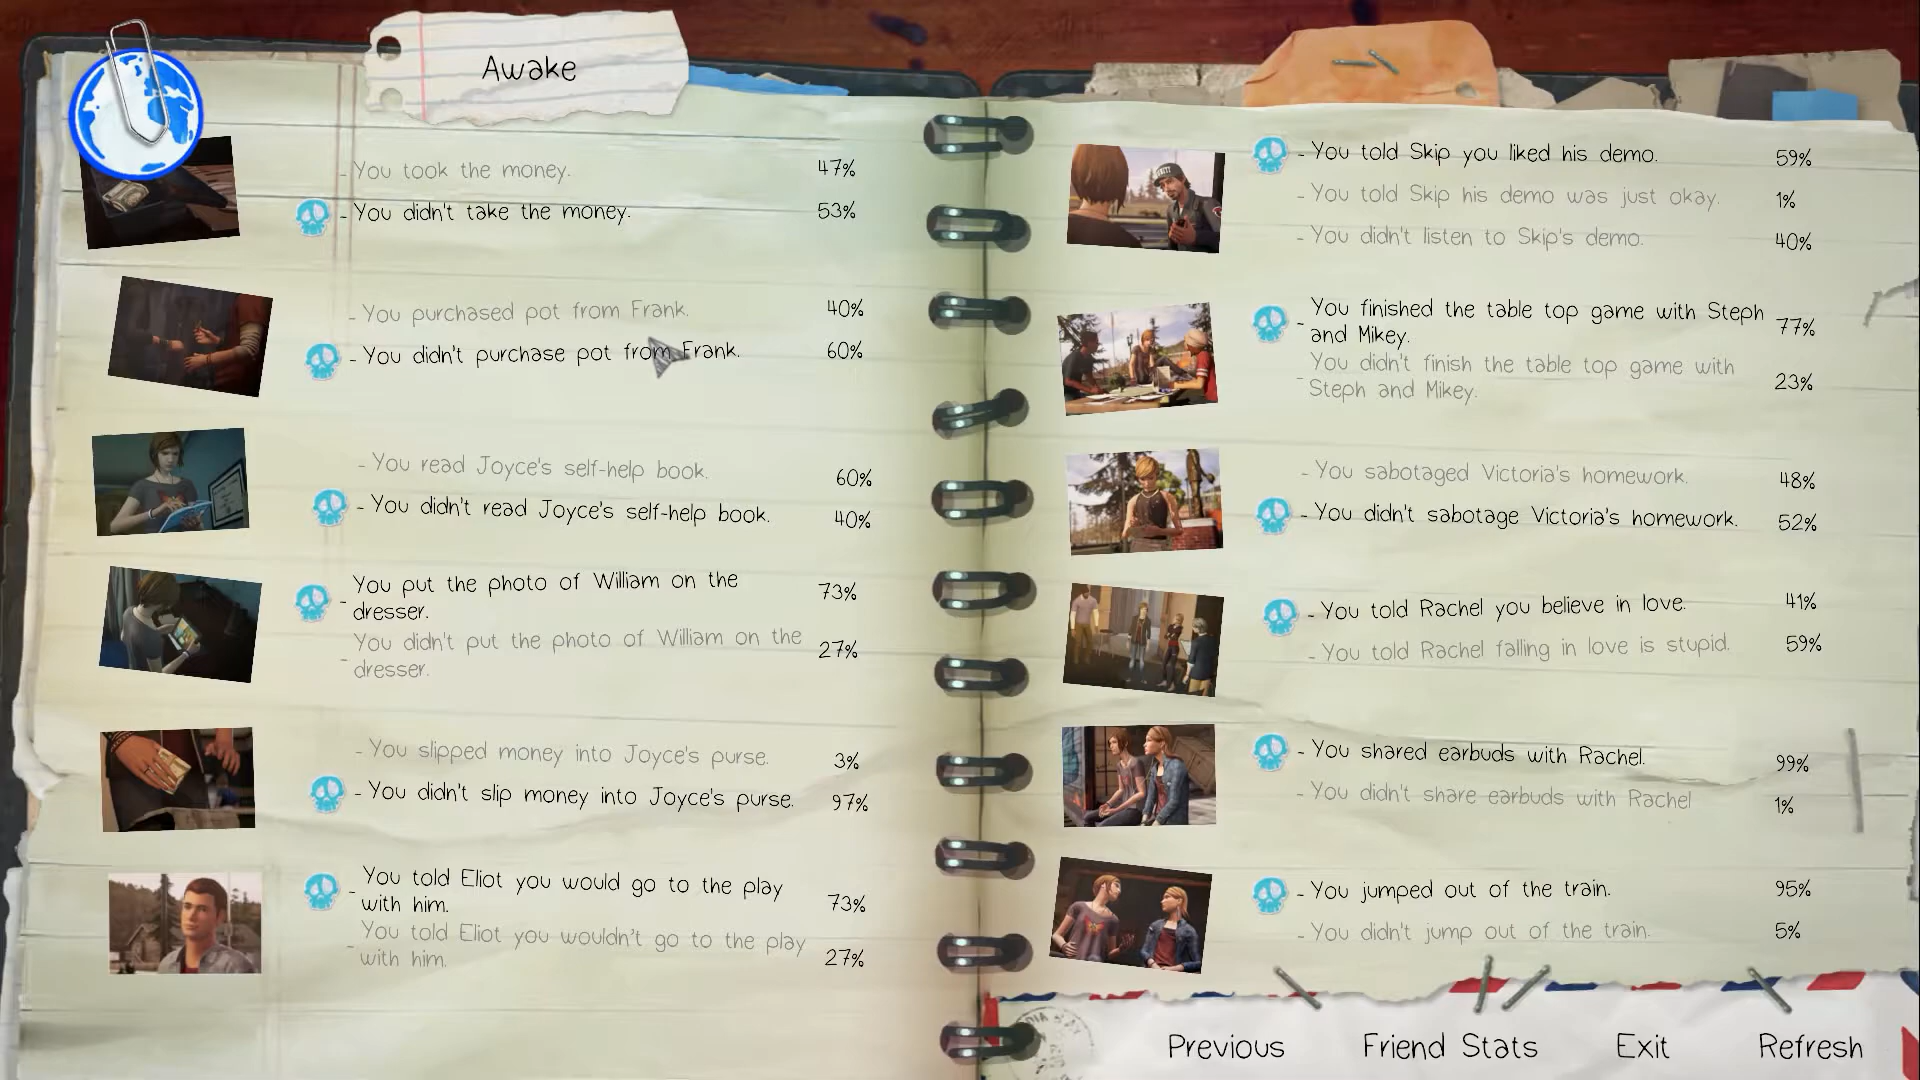 Awake
- You took the money. 47%
- You didn't take the money. 53%
- You purchased pot from Frank. 40%
- You didn't purchase pot from Frank. 60%
- You read Joyce's self-help book. 60%
- You didn't read Joyce's self-help book. 40%
- You put the photo of William on the
dresser. 73%
- You didn't put the photo of William on the
dresser. 27%
- You slipped money into Joyce's purse. 3%
- You didn't slip money into Joyce's purse. 97%
- You told Eliot you would go to the play
with him. 73%
- You told Eliot you wouldn't go to the play
with him. 27%
- You told Skip you liked his demo. 59%
- You told Skip his demo was just okay. 1%
- You didn't listen to Skip's demo. 40%
- You finished the table top game with Steph
and Mikey. 77%
- You didn't finish the table top game with
Steph and Mikey. 23%
- You sabotaged Victoria's homework. 48%
- You didn't sabotage Victoria's homework. 52%
- You told Rachel you believe in love. 41%
- You told Rachel falling in love is stupid. 59%
- You shared earbuds with Rachel. 99%
- You didn't share earbuds with Rachel 1%
- You jumped out of the train. 95%
- You didn't jump out of the train. 5%
Previous Friend Stats Exit Refresh